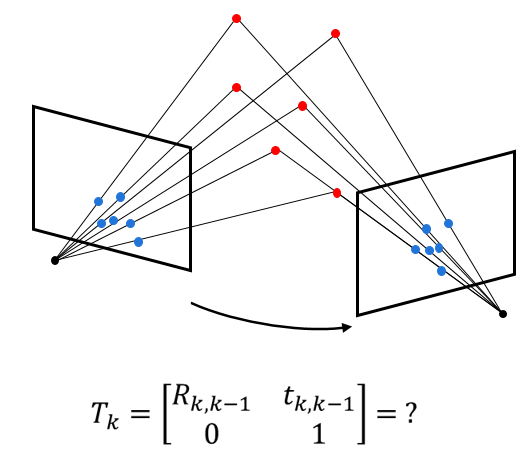 T_k = [R_{k,k-1} t_{k,k-1}
0 1] = ?